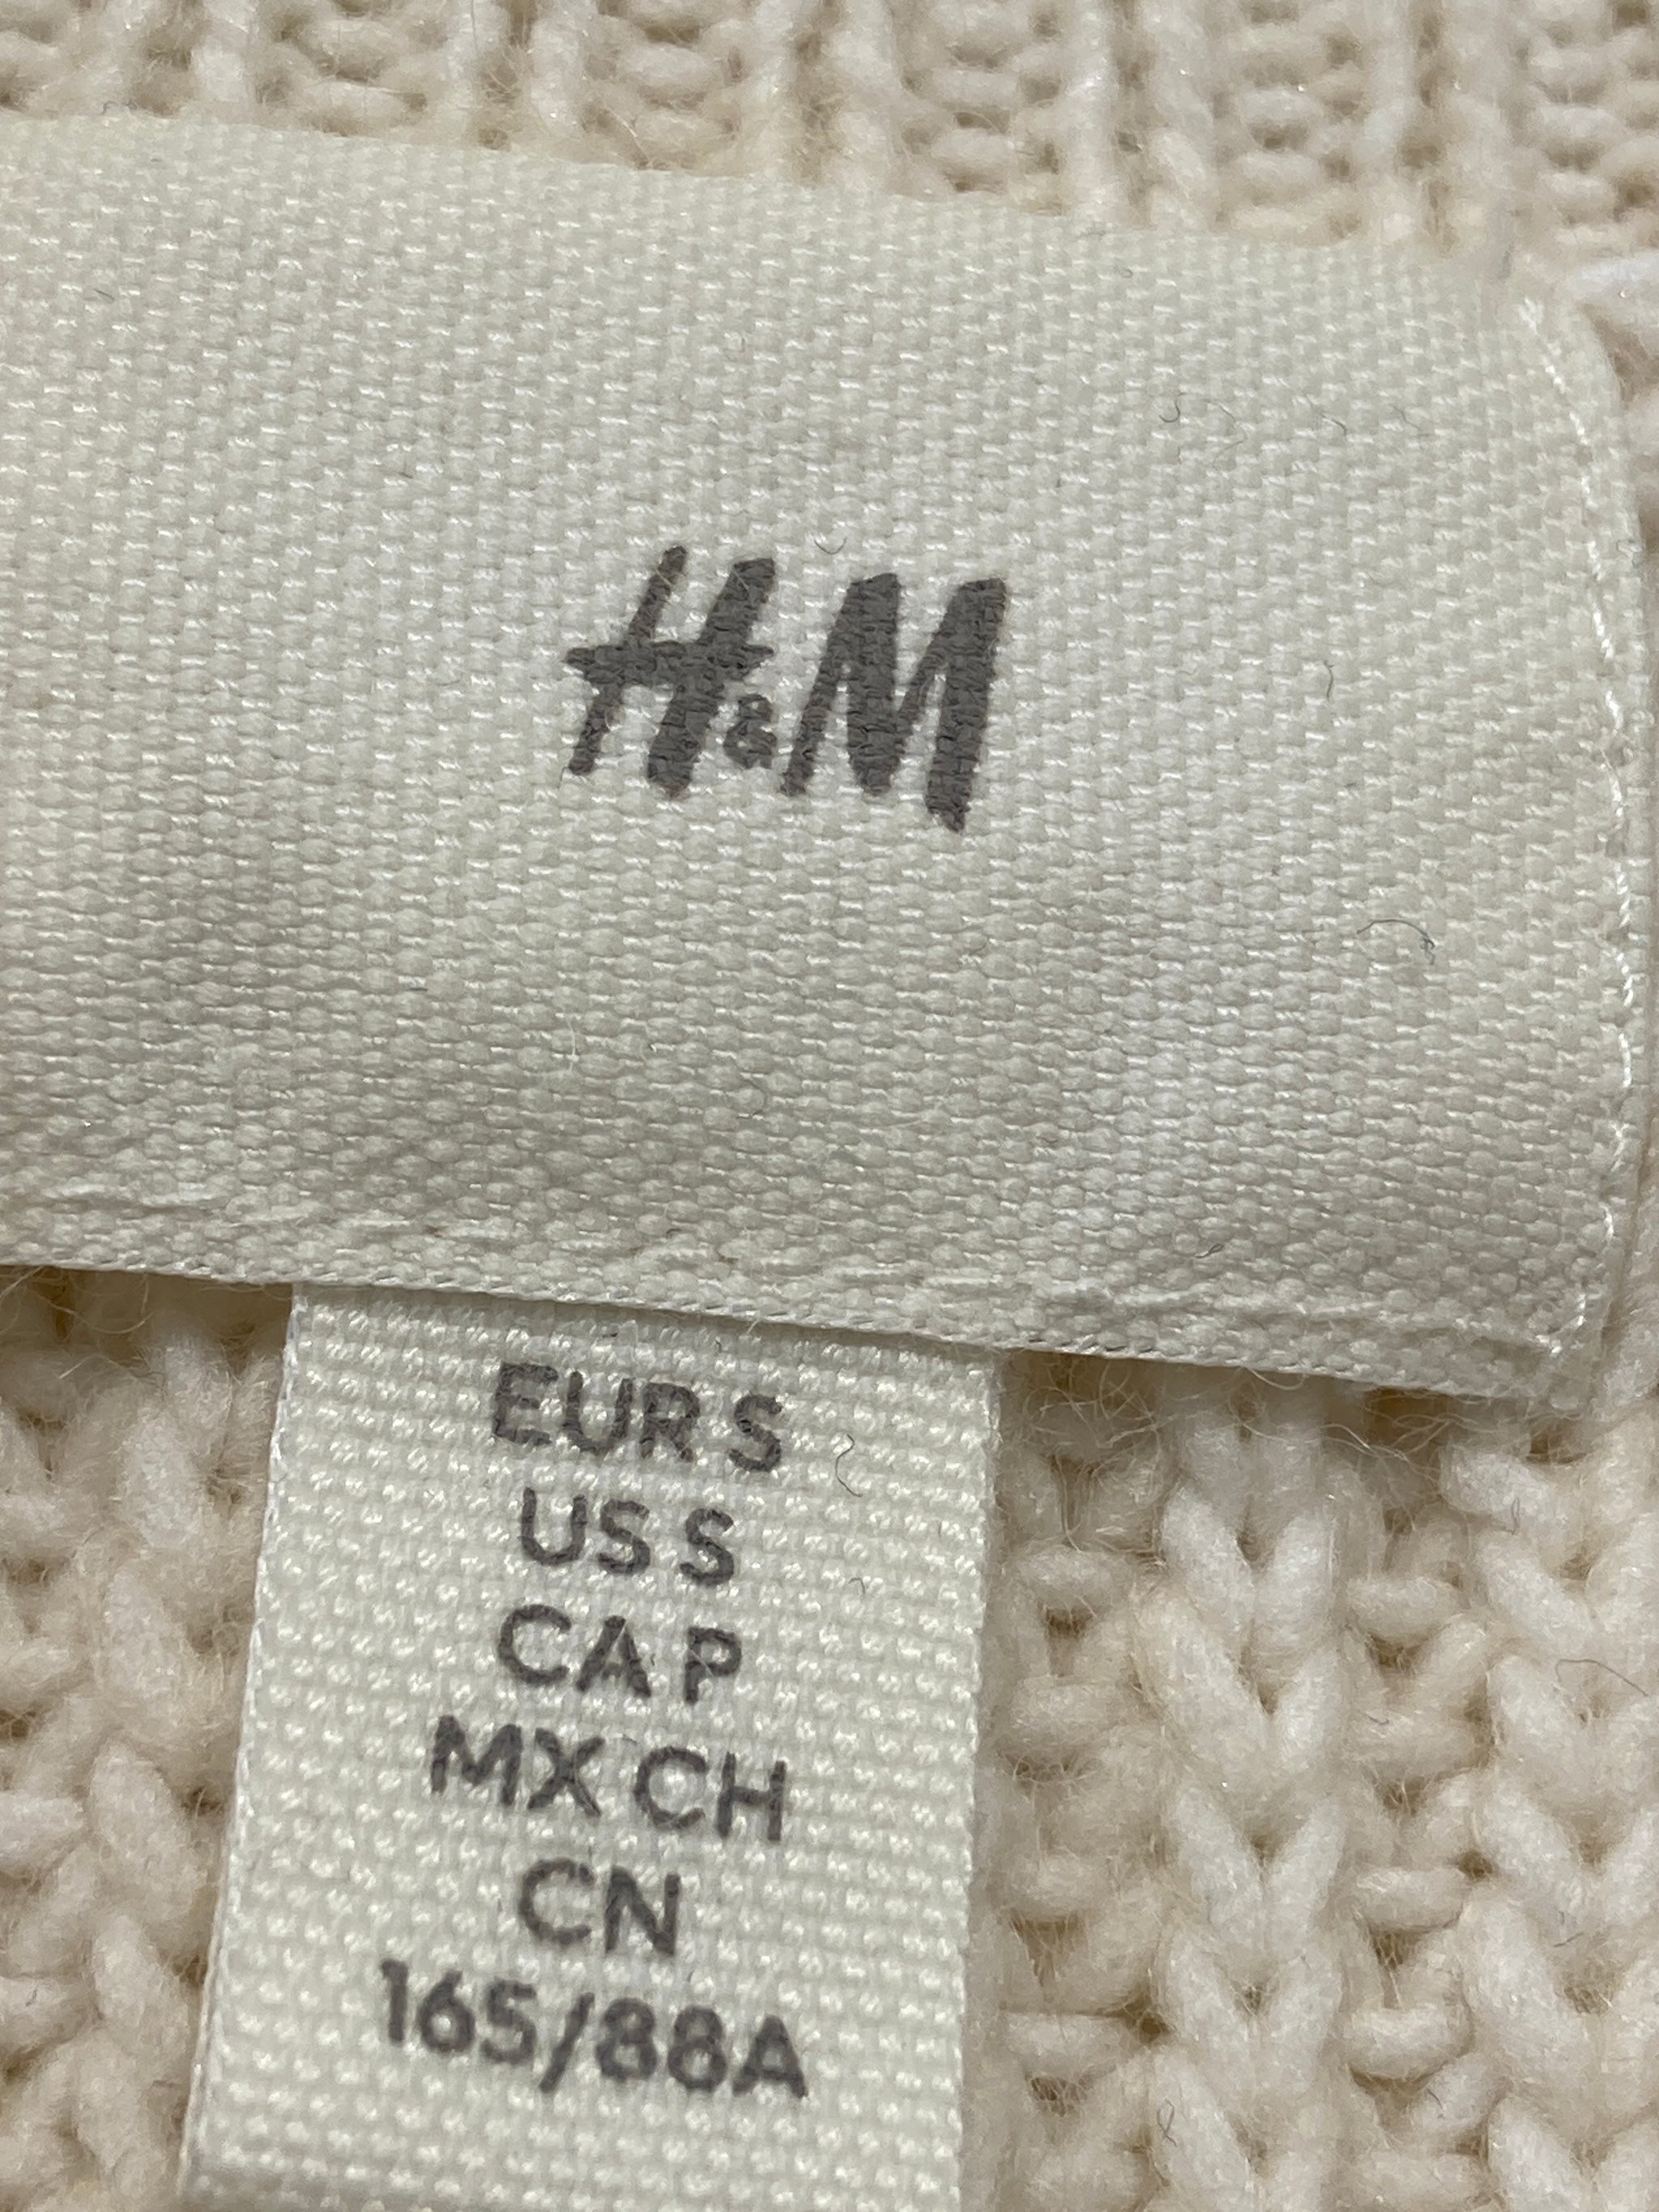 H&M
EUR S
US S
CA P
MX CH
CN
165/88A